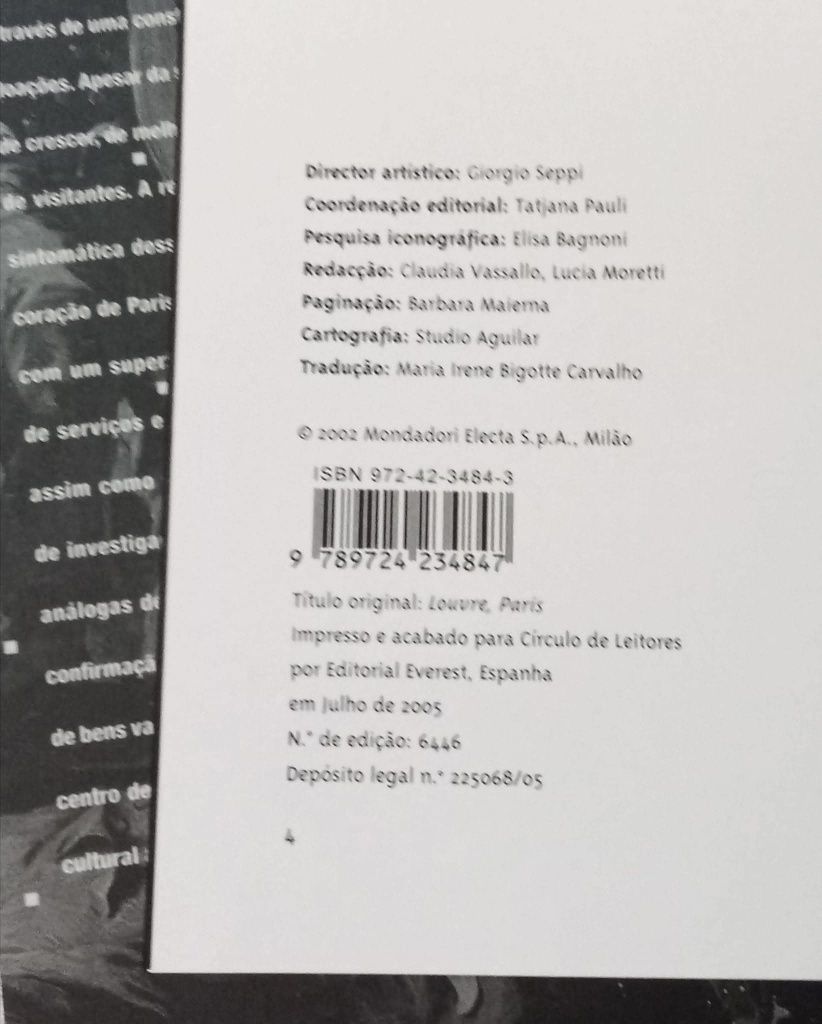 através de uma
Apesar da
de crescer, de
de visitantes. A
sintomática
coração de Paris
com um super
de serviços e
assim como
de investiga
análogas de
confirmaçã
de bens va
centro de
cultural
Director artístico: Giorgio Seppi
Coordenação editorial: Tatjana Pauli
Pesquisa iconográfica: Elisa Bagnoni
Redacção: Claudia Vassallo, Lucia Moretti
Paginação: Barbara Maierna
Cartografia: Studio Aguilar
Tradução: Maria Irene Bigotte Carvalho
© 2002 Mondadori Electa S.p.A., Milão
ISBN 972-42-3484-3
9 789724 234847
Título original: Louvre, Paris
Impresso e acabado para Círculo de Leitores
por Editorial Everest, Espanha
em Julho de 2005
N.° de edição: 6446
Depósito legal n.° 225068/05
4